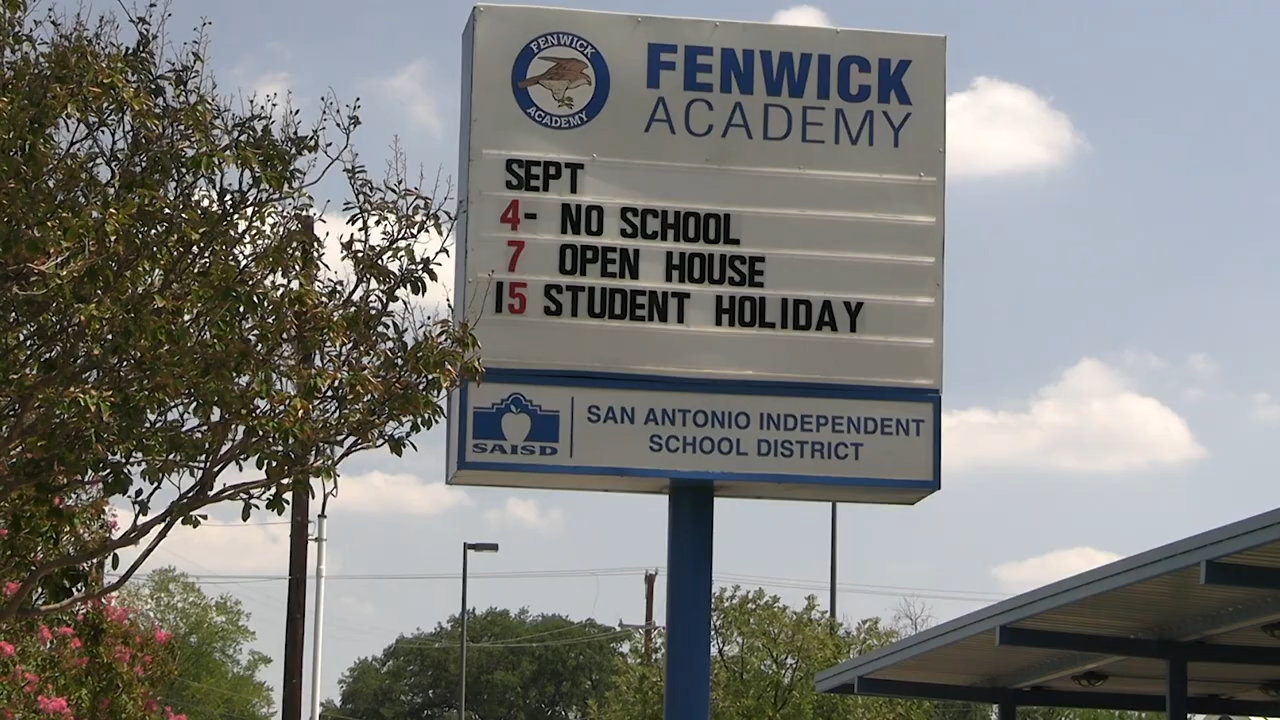 FENWICK
ACADEMY
FENWICK
ACADEMY
SEPT
4- NO SCHOOL
7 OPEN HOUSE
15 STUDENT HOLIDAY
SAISD
SAN ANTONIO INDEPENDENT
SCHOOL DISTRICT